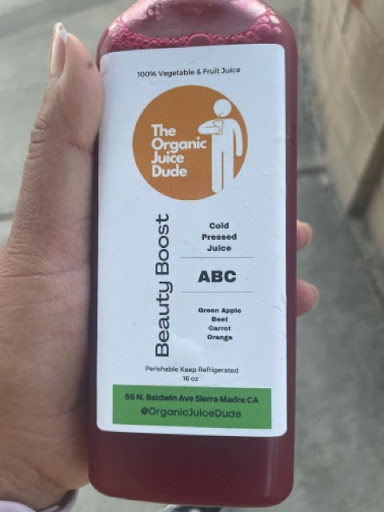 100% Vegetable & Fruit Juice
The
Organic
Juice
Dude
Beauty Boost
Cold
Pressed
Juice
ABC
Green Apple
Beet
Carrot
Orange
Perishable Keep Refrigerated
16 oz
55 N. Baldwin Ave Sierra Madre CA
@OrganicJuiceDude